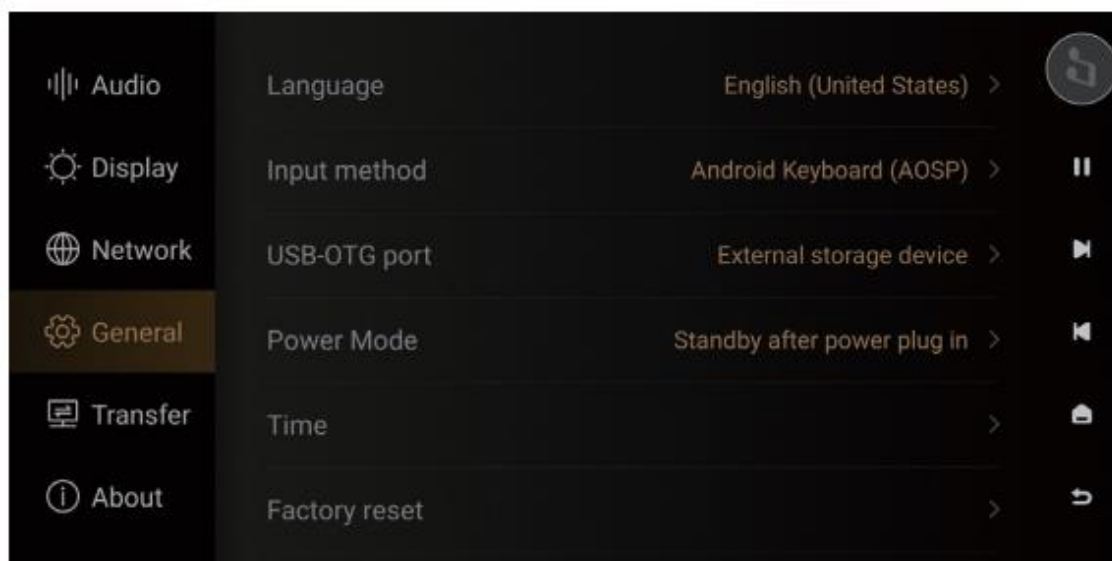 Audio
Display
Network
General
Transfer
About
Language English (United States)
Input method Android Keyboard (AOSP)
USB-OTG port External storage device
Power Mode Standby after power plug in
Time
Factory reset